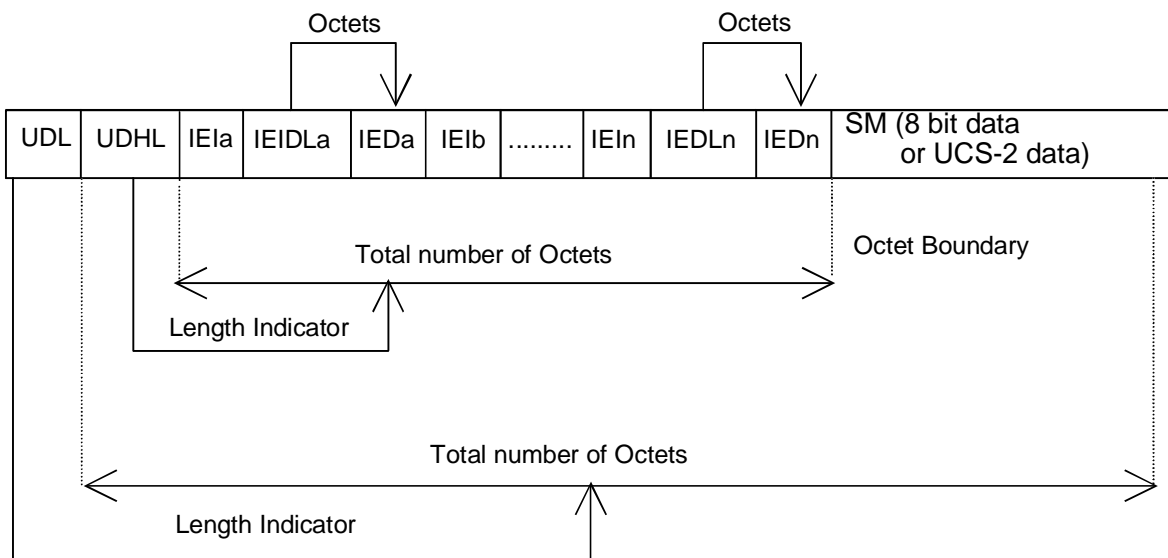 Octets Octets
UDL UDHL IEIa IEIDLa IEDa IEIb ......... IEIn IEDLn IEDn SM (8 bit data
or UCS-2 data)
Total number of Octets Octet Boundary
Length Indicator
Total number of Octets
Length Indicator